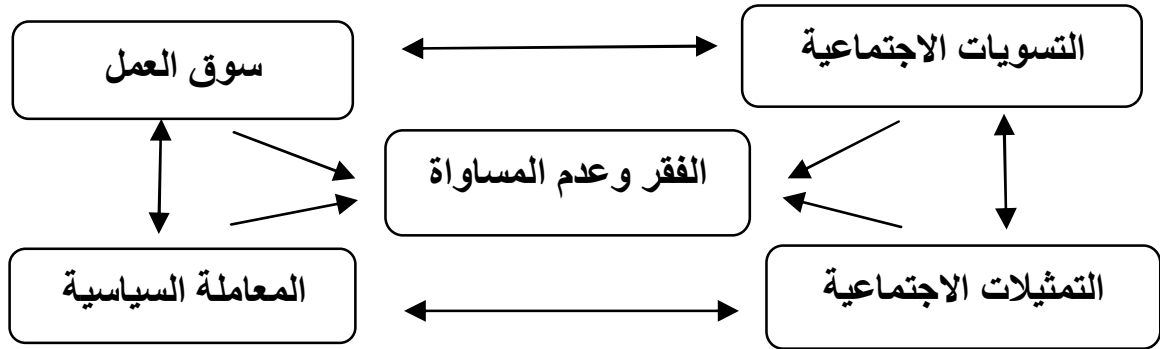 التسويات الاجتماعية
سوق العمل
الفقر وعدم المساواة
التمثيلات الاجتماعية
المعاملة السياسية